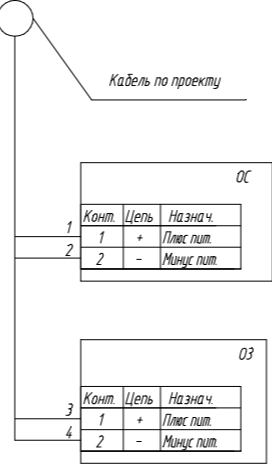 Кабель по проекту
ОС
Конт. Цепь Назнач.
1 1 + Плюс пит.
2 2 - Минус пит.
ОЗ
Конт. Цепь Назнач.
3 1 + Плюс пит.
4 2 - Минус пит.